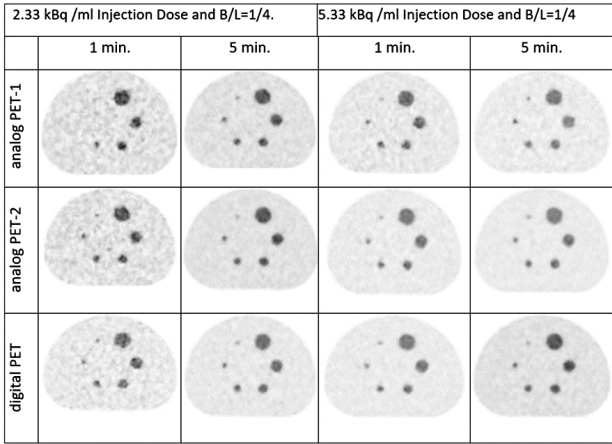 2.33 kBq /ml Injection Dose and B/L=1/4. 5.33 kBq /ml Injection Dose and B/L=1/4
1 min. 5 min. 1 min. 5 min.
analog PET-1
analog PET-2
digital PET